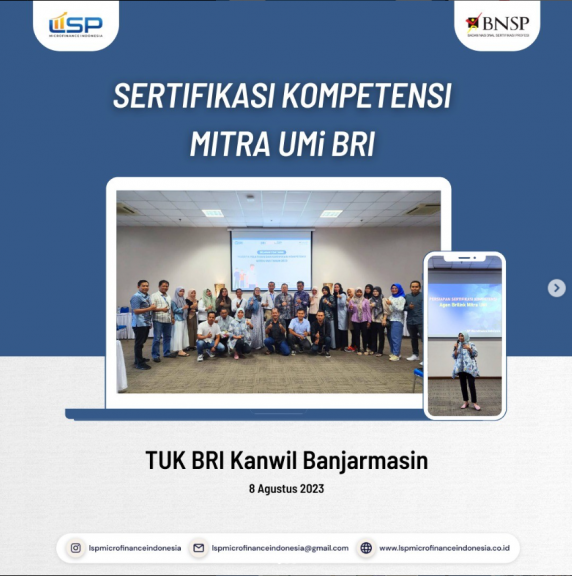 LSP
MICROFINANCE INDONESIA
BNSP
BADAN NASIONAL SERTIFIKASI PROFESI
SERTIFIKASI KOMPETENSI
MITRA UMi BRI
TUK BRI Kanwil Banjarmasin
8 Agustus 2023
lspmicrofinanceindonesia
lspmicrofinanceindonesia@gmail.com
www.lspmicrofinanceindonesia.co.id